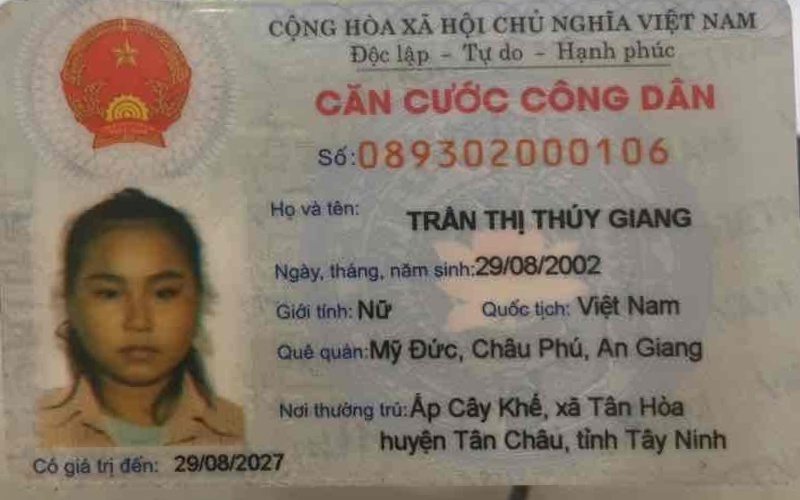 CỘNG HÒA XÃ HỘI CHỦ NGHĨA VIỆT NAM
Độc lập - Tự do - Hạnh phúc
CĂN CƯỚC CÔNG DÂN
Số: 089302000106
Họ và tên: TRẦN THỊ THÚY GIANG
Ngày, tháng, năm sinh: 29/08/2002
Giới tính: Nữ Quốc tịch: Việt Nam
Quê quán: Mỹ Đức, Châu Phú, An Giang
Nơi thường trú: Ấp Cây Khế, xã Tân Hòa
huyện Tân Châu, tỉnh Tây Ninh
Có giá trị đến: 29/08/2027